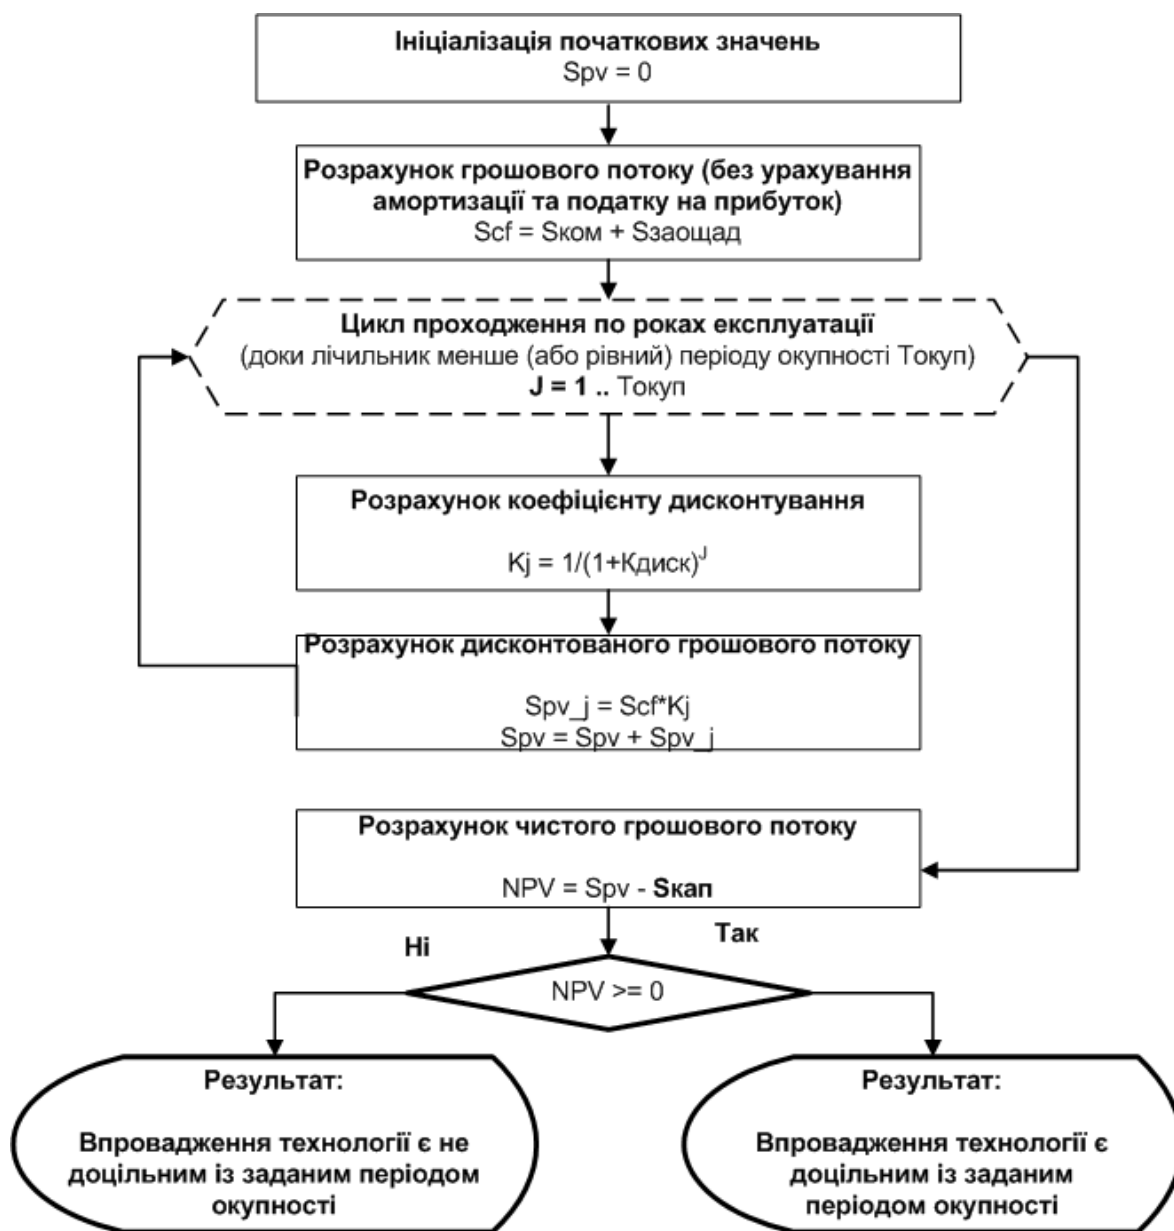 Ініціалізація початкових значень
Spv = 0
Розрахунок грошового потоку (без урахування
амортизації та податку на прибуток)
Scf = Sком + Sзаощад
Цикл проходження по роках експлуатації
(доки лічильник менше (або рівний) періоду окупності Токуп)
J = 1 .. Токуп
Розрахунок коефіцієнту дисконтування
Kj = 1/(1+Кдиск)^J
Розрахунок дисконтованого грошового потоку
Spv_j = Scf*Kj
Spv = Spv + Spv_j
Розрахунок чистого грошового потоку
NPV = Spv - Sкап
Ні
Так
NPV >= 0
Результат:
Впровадження технології є не
доцільним із заданим періодом
окупності
Результат:
Впровадження технології є
доцільним із заданим
періодом окупності